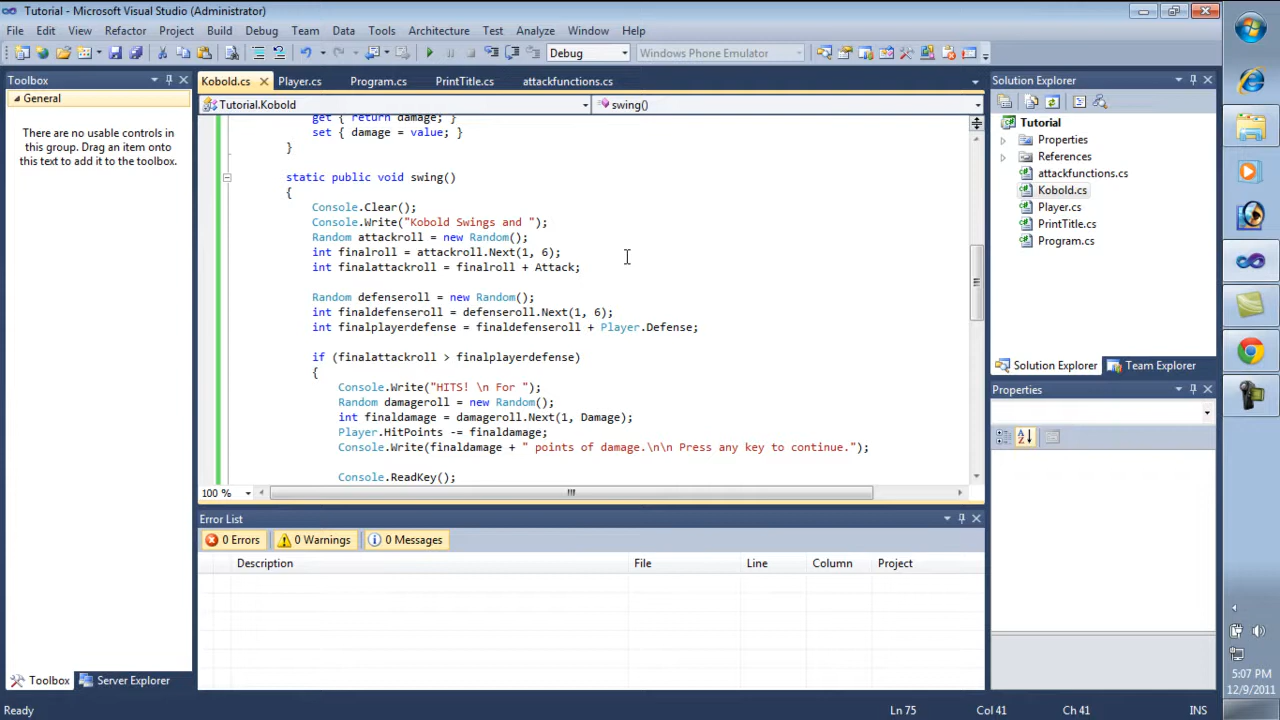 Tutorial - Microsoft Visual Studio (Administrator)
File Edit View Refactor Project Build Debug Team Data Tools Architecture Test Analyze Window Help
Debug Windows Phone Emulator
Toolbox
General
There are no usable controls in
this group. Drag an item onto
this text to add it to the toolbox.
Toolbox Server Explorer
Kobold.cs Player.cs Program.cs PrintTitle.cs attackfunctions.cs
Tutorial.Kobold swing()
get { return damage; }
set { damage = value; }
}
static public void swing()
{
Console.Clear();
Console.Write("Kobold Swings and ");
Random attackroll = new Random();
int finalroll = attackroll.Next(1, 6);
int finalattackroll = finalroll + Attack;
Random defenseroll = new Random();
int finaldefenseroll = defenseroll.Next(1, 6);
int finalplayerdefense = finaldefenseroll + Player.Defense;
if (finalattackroll > finalplayerdefense)
{
Console.Write("HITS! \n For ");
Random damageroll = new Random();
int finaldamage = damageroll.Next(1, Damage);
Player.HitPoints -= finaldamage;
Console.Write(finaldamage + " points of damage.\n\n Press any key to continue.");
Console.ReadKey();
100 %
Error List
0 Errors 0 Warnings 0 Messages
Description File Line Column Project
Solution Explorer
Tutorial
Properties
References
attackfunctions.cs
Kobold.cs
Player.cs
PrintTitle.cs
Program.cs
Solution Explorer Team Explorer
Properties
Ready Ln 75 Col 41 Ch 41 INS
5:07 PM
12/9/2011